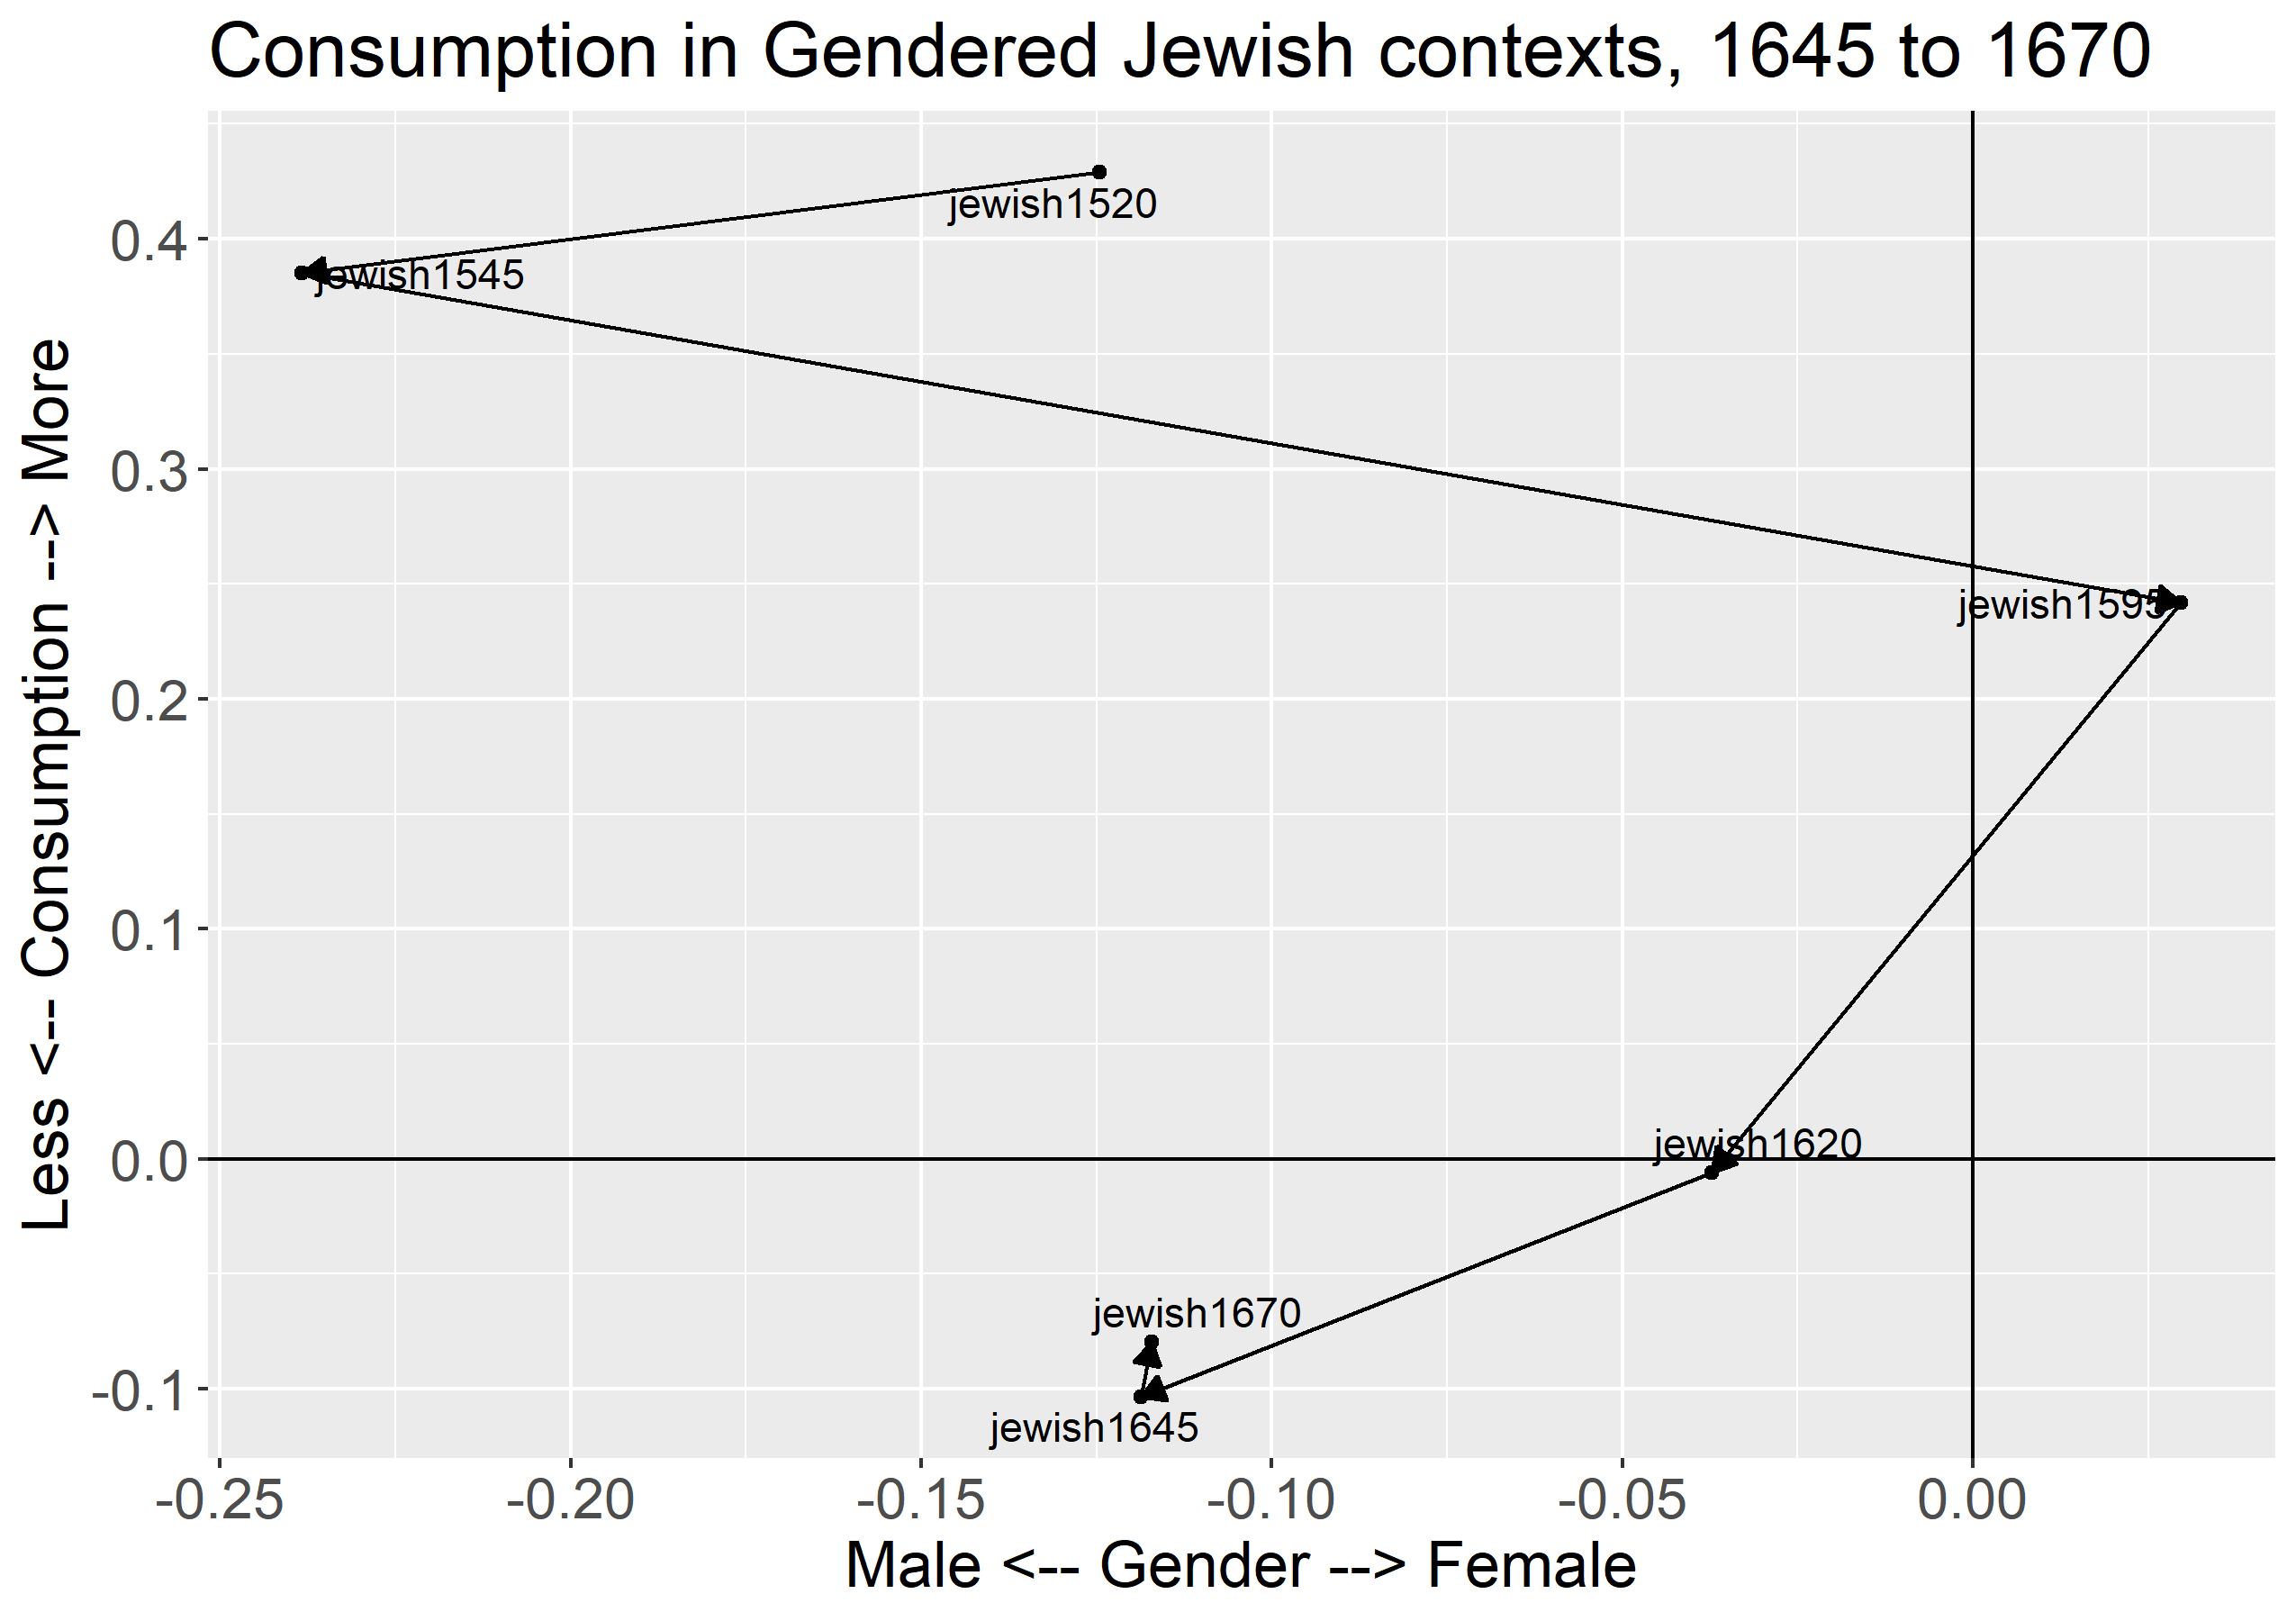 Consumption in Gendered Jewish contexts, 1645 to 1670
Less <-- Consumption --> More
0.4
0.3
0.2
0.1
0.0
-0.1
jewish1520
jewish1545
jewish1595
jewish1620
jewish1670
jewish1645
-0.25
-0.20
-0.15
-0.10
-0.05
0.00
Male <-- Gender --> Female